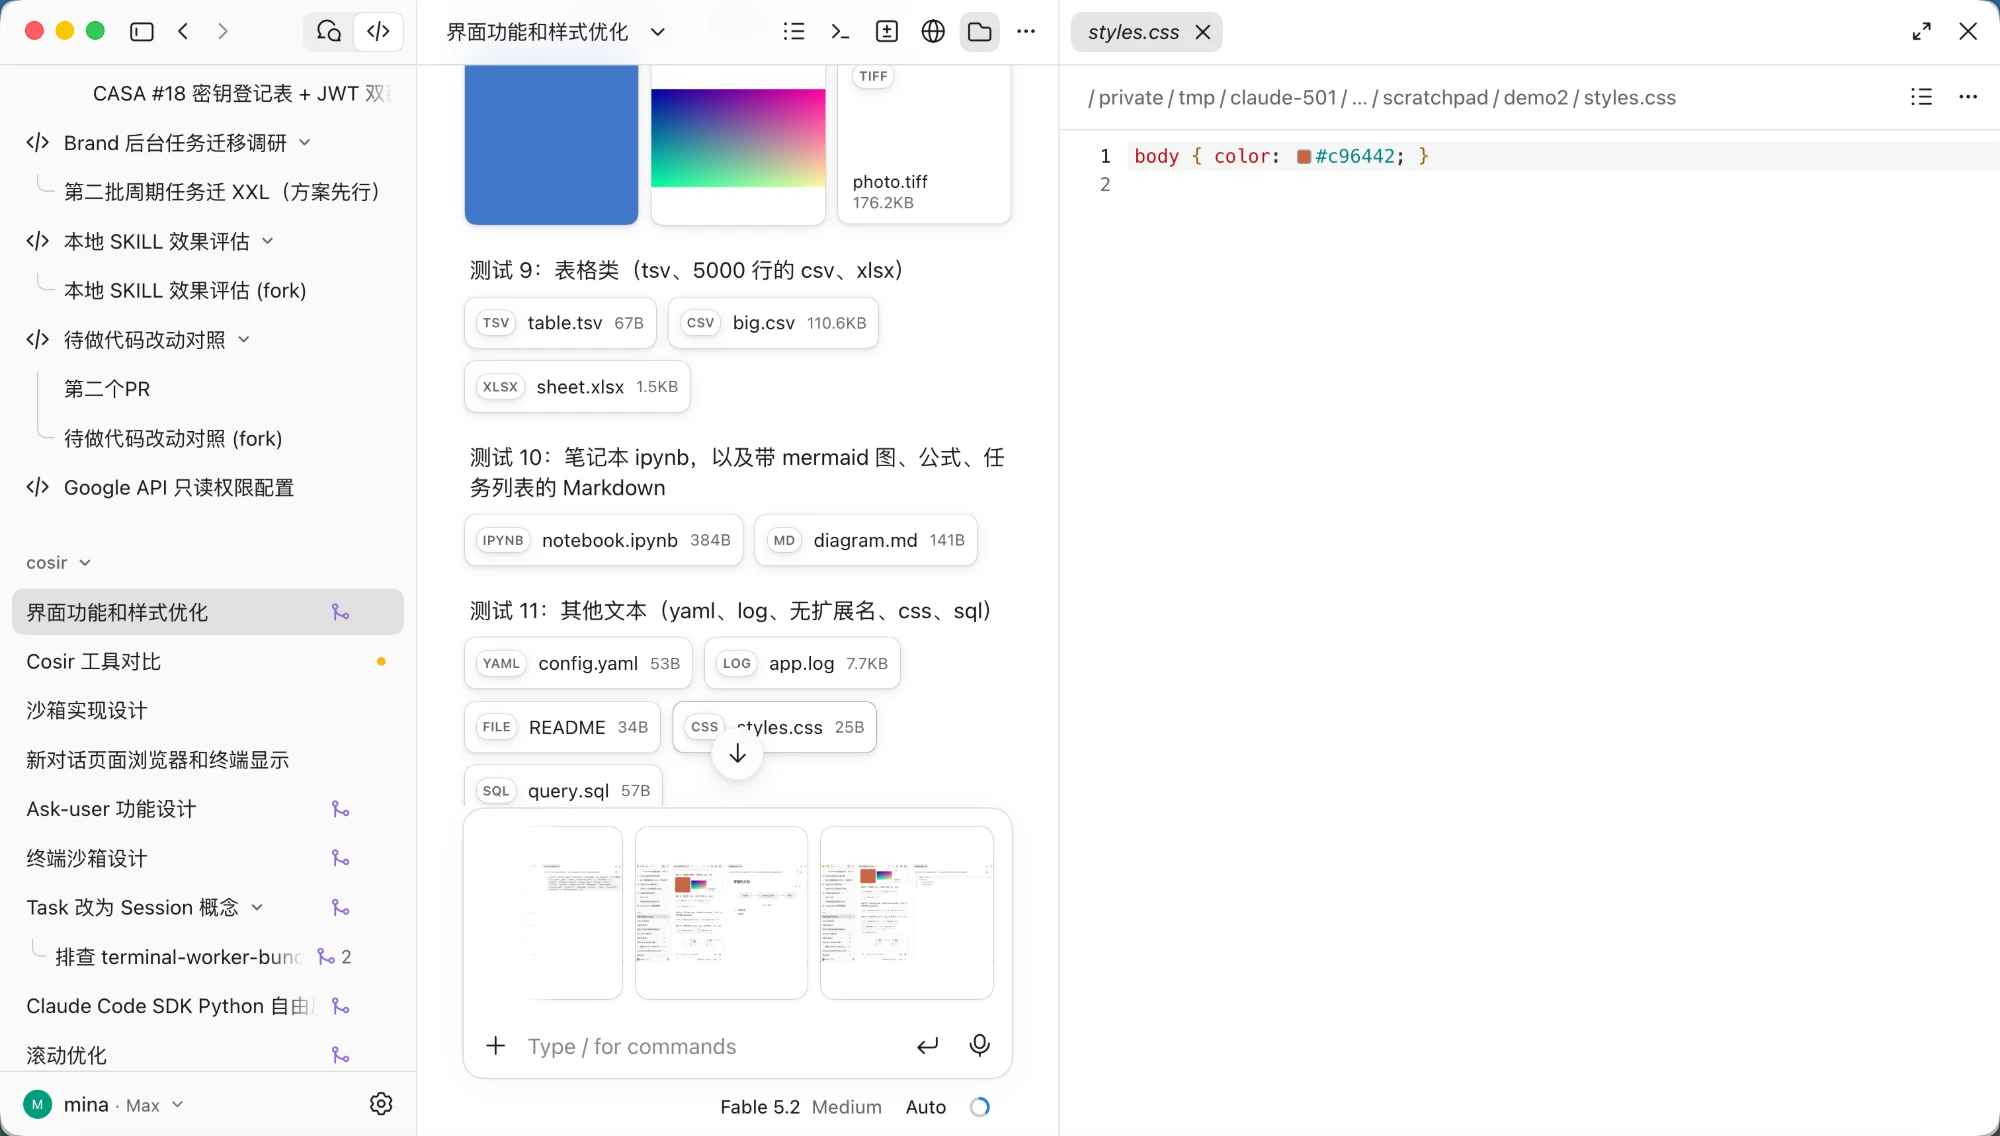 CASA #18 密钥登记表 + JWT 双
Brand 后台任务迁移调研
第二批周期任务迁 XXL（方案先行）
本地 SKILL 效果评估
本地 SKILL 效果评估 (fork)
待做代码改动对照
第二个PR
待做代码改动对照 (fork)
Google API 只读权限配置
cosir
界面功能和样式优化
Cosir 工具对比
沙箱实现设计
新对话页面浏览器和终端显示
Ask-user 功能设计
终端沙箱设计
Task 改为 Session 概念
排查 terminal-worker-bunc 2
Claude Code SDK Python 自由
滚动优化
M mina · Max
界面功能和样式优化
TIFF
photo.tiff
176.2KB
测试 9：表格类（tsv、5000 行的 csv、xlsx）
TSV table.tsv 67B
CSV big.csv 110.6KB
XLSX sheet.xlsx 1.5KB
测试 10：笔记本 ipynb，以及带 mermaid 图、公式、任
务列表的 Markdown
IPYNB notebook.ipynb 384B
MD diagram.md 141B
测试 11：其他文本（yaml、log、无扩展名、css、sql）
YAML config.yaml 53B
LOG app.log 7.7KB
FILE README 34B
CSS styles.css 25B
SQL query.sql 57B
Type / for commands
Fable 5.2 Medium Auto
styles.css
/ private / tmp / claude-501 / ... / scratchpad / demo2 / styles.css
1 body { color: #c96442; }
2